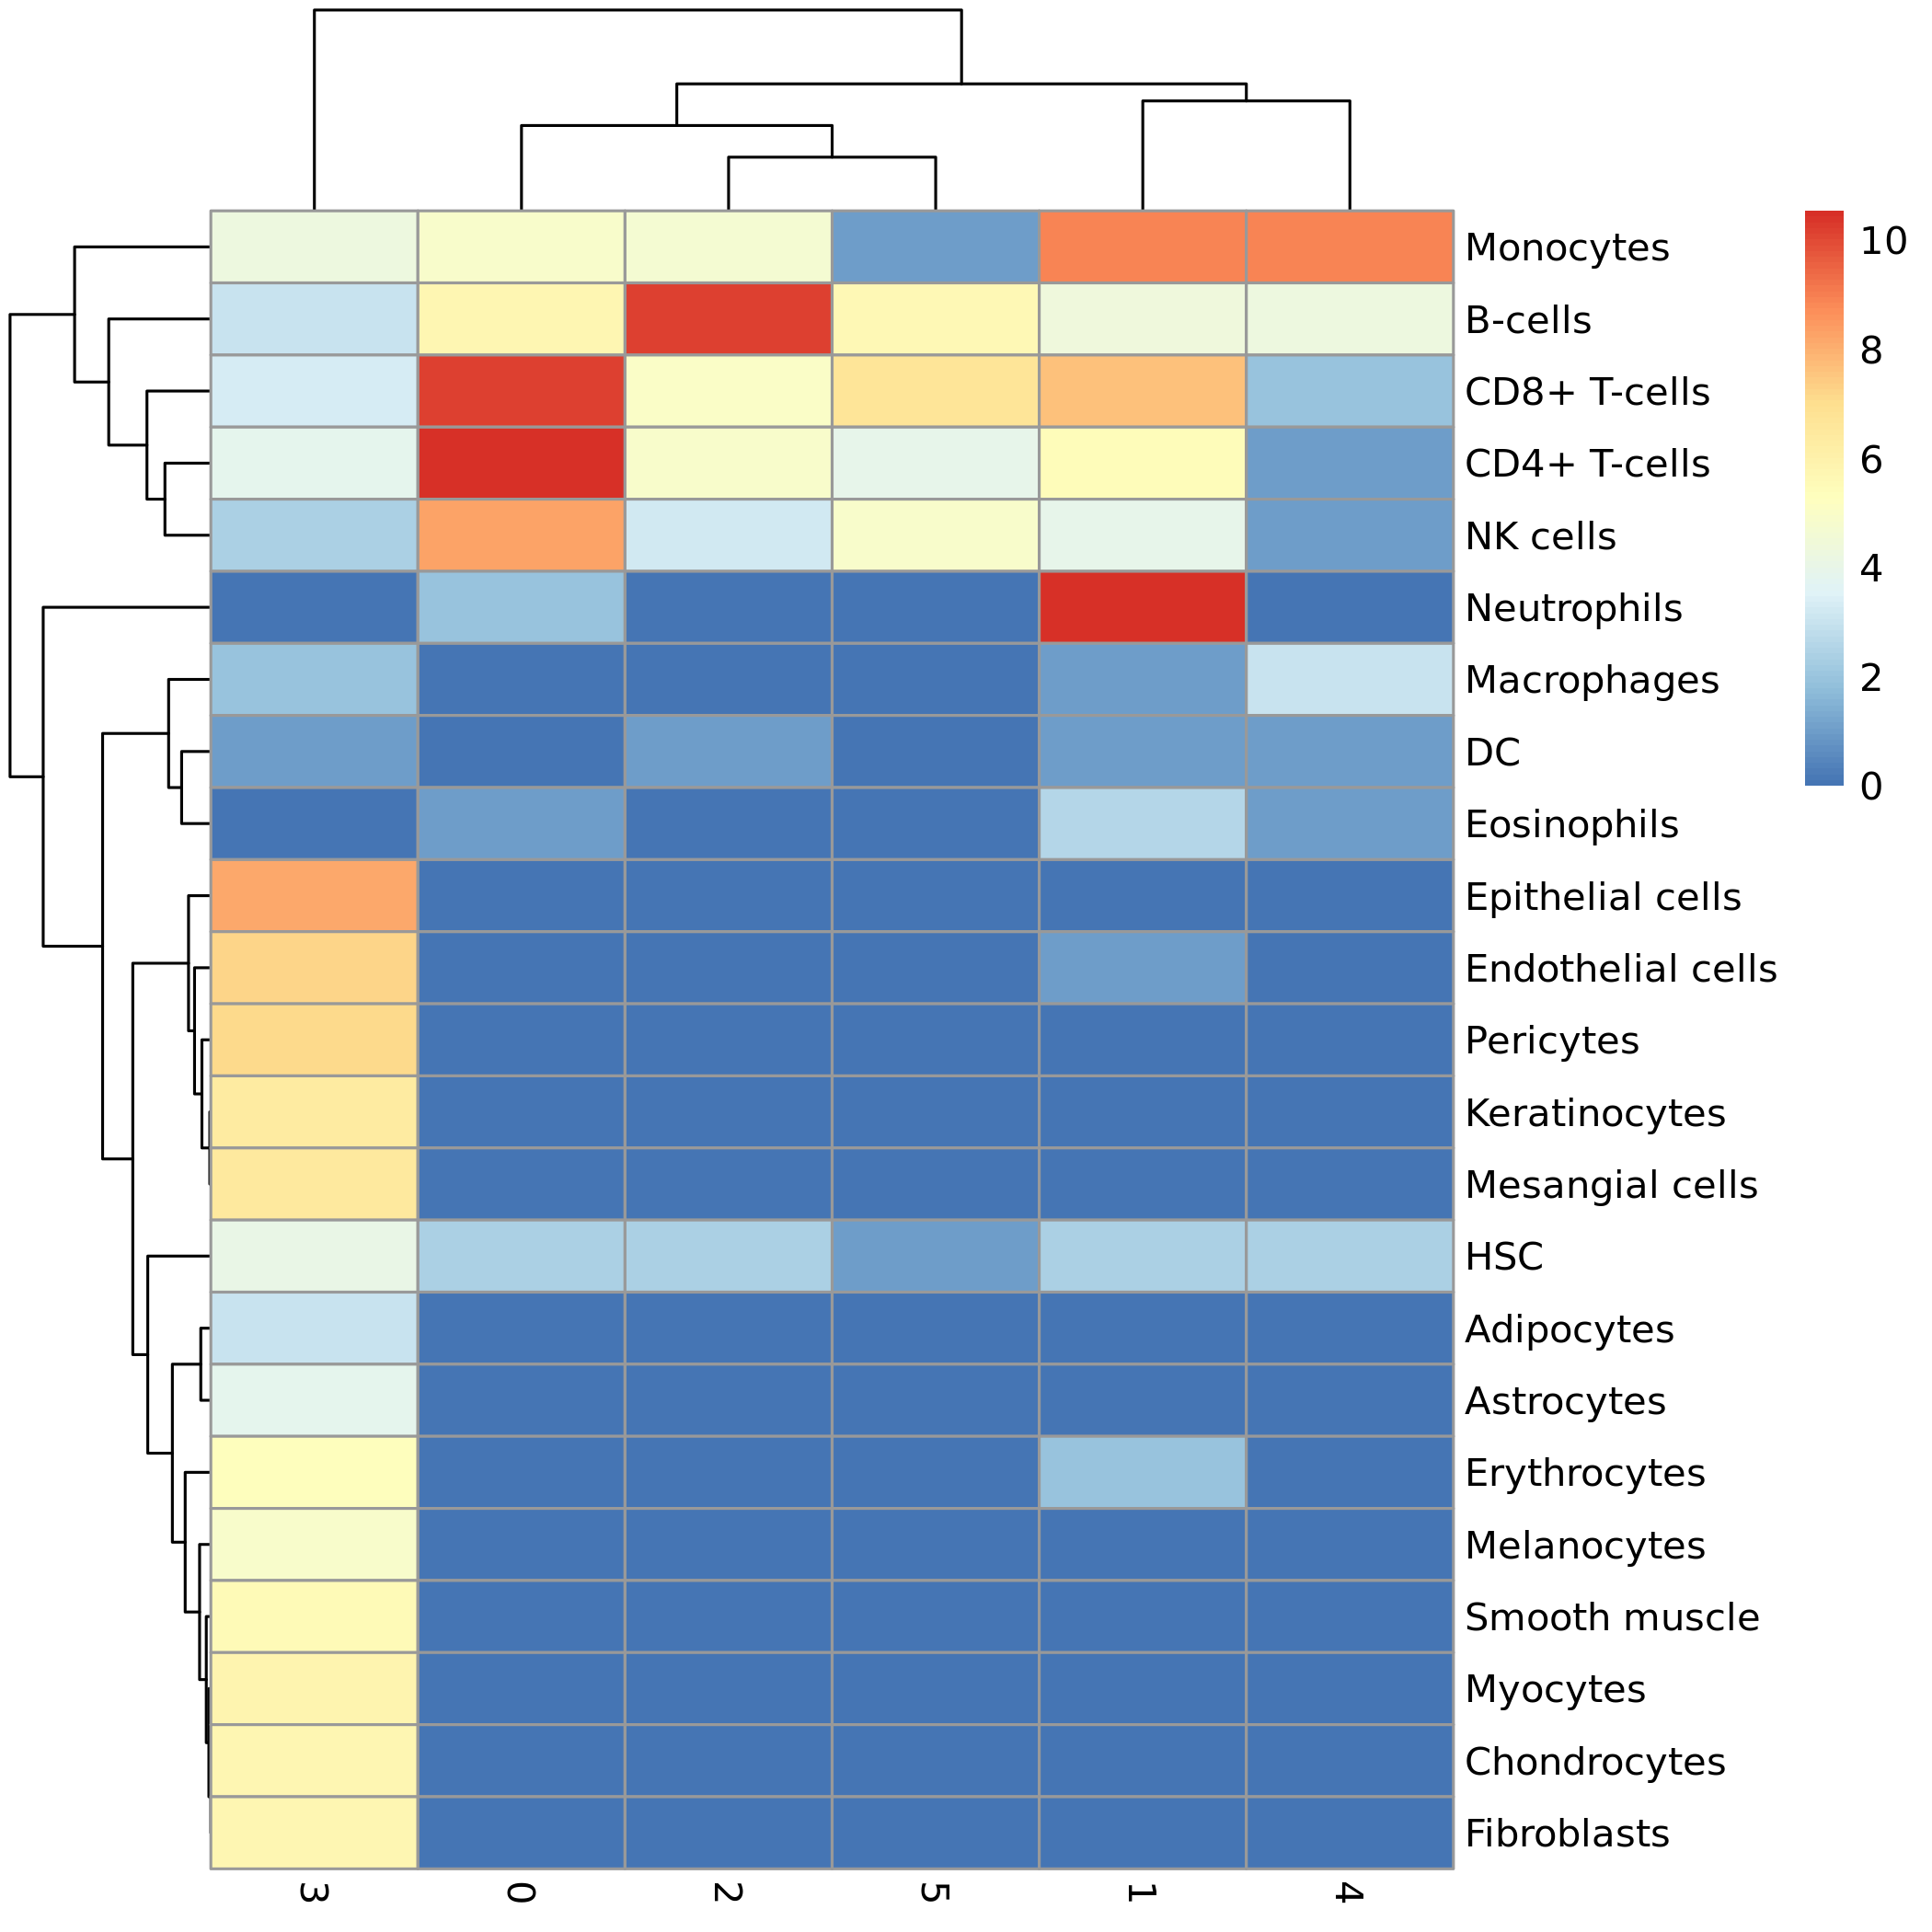 Monocytes
B-cells
CD8+ T-cells
CD4+ T-cells
NK cells
Neutrophils
Macrophages
DC
Eosinophils
Epithelial cells
Endothelial cells
Pericytes
Keratinocytes
Mesangial cells
HSC
Adipocytes
Astrocytes
Erythrocytes
Melanocytes
Smooth muscle
Myocytes
Chondrocytes
Fibroblasts
10
8
6
4
2
0
3 0 2 5 1 4